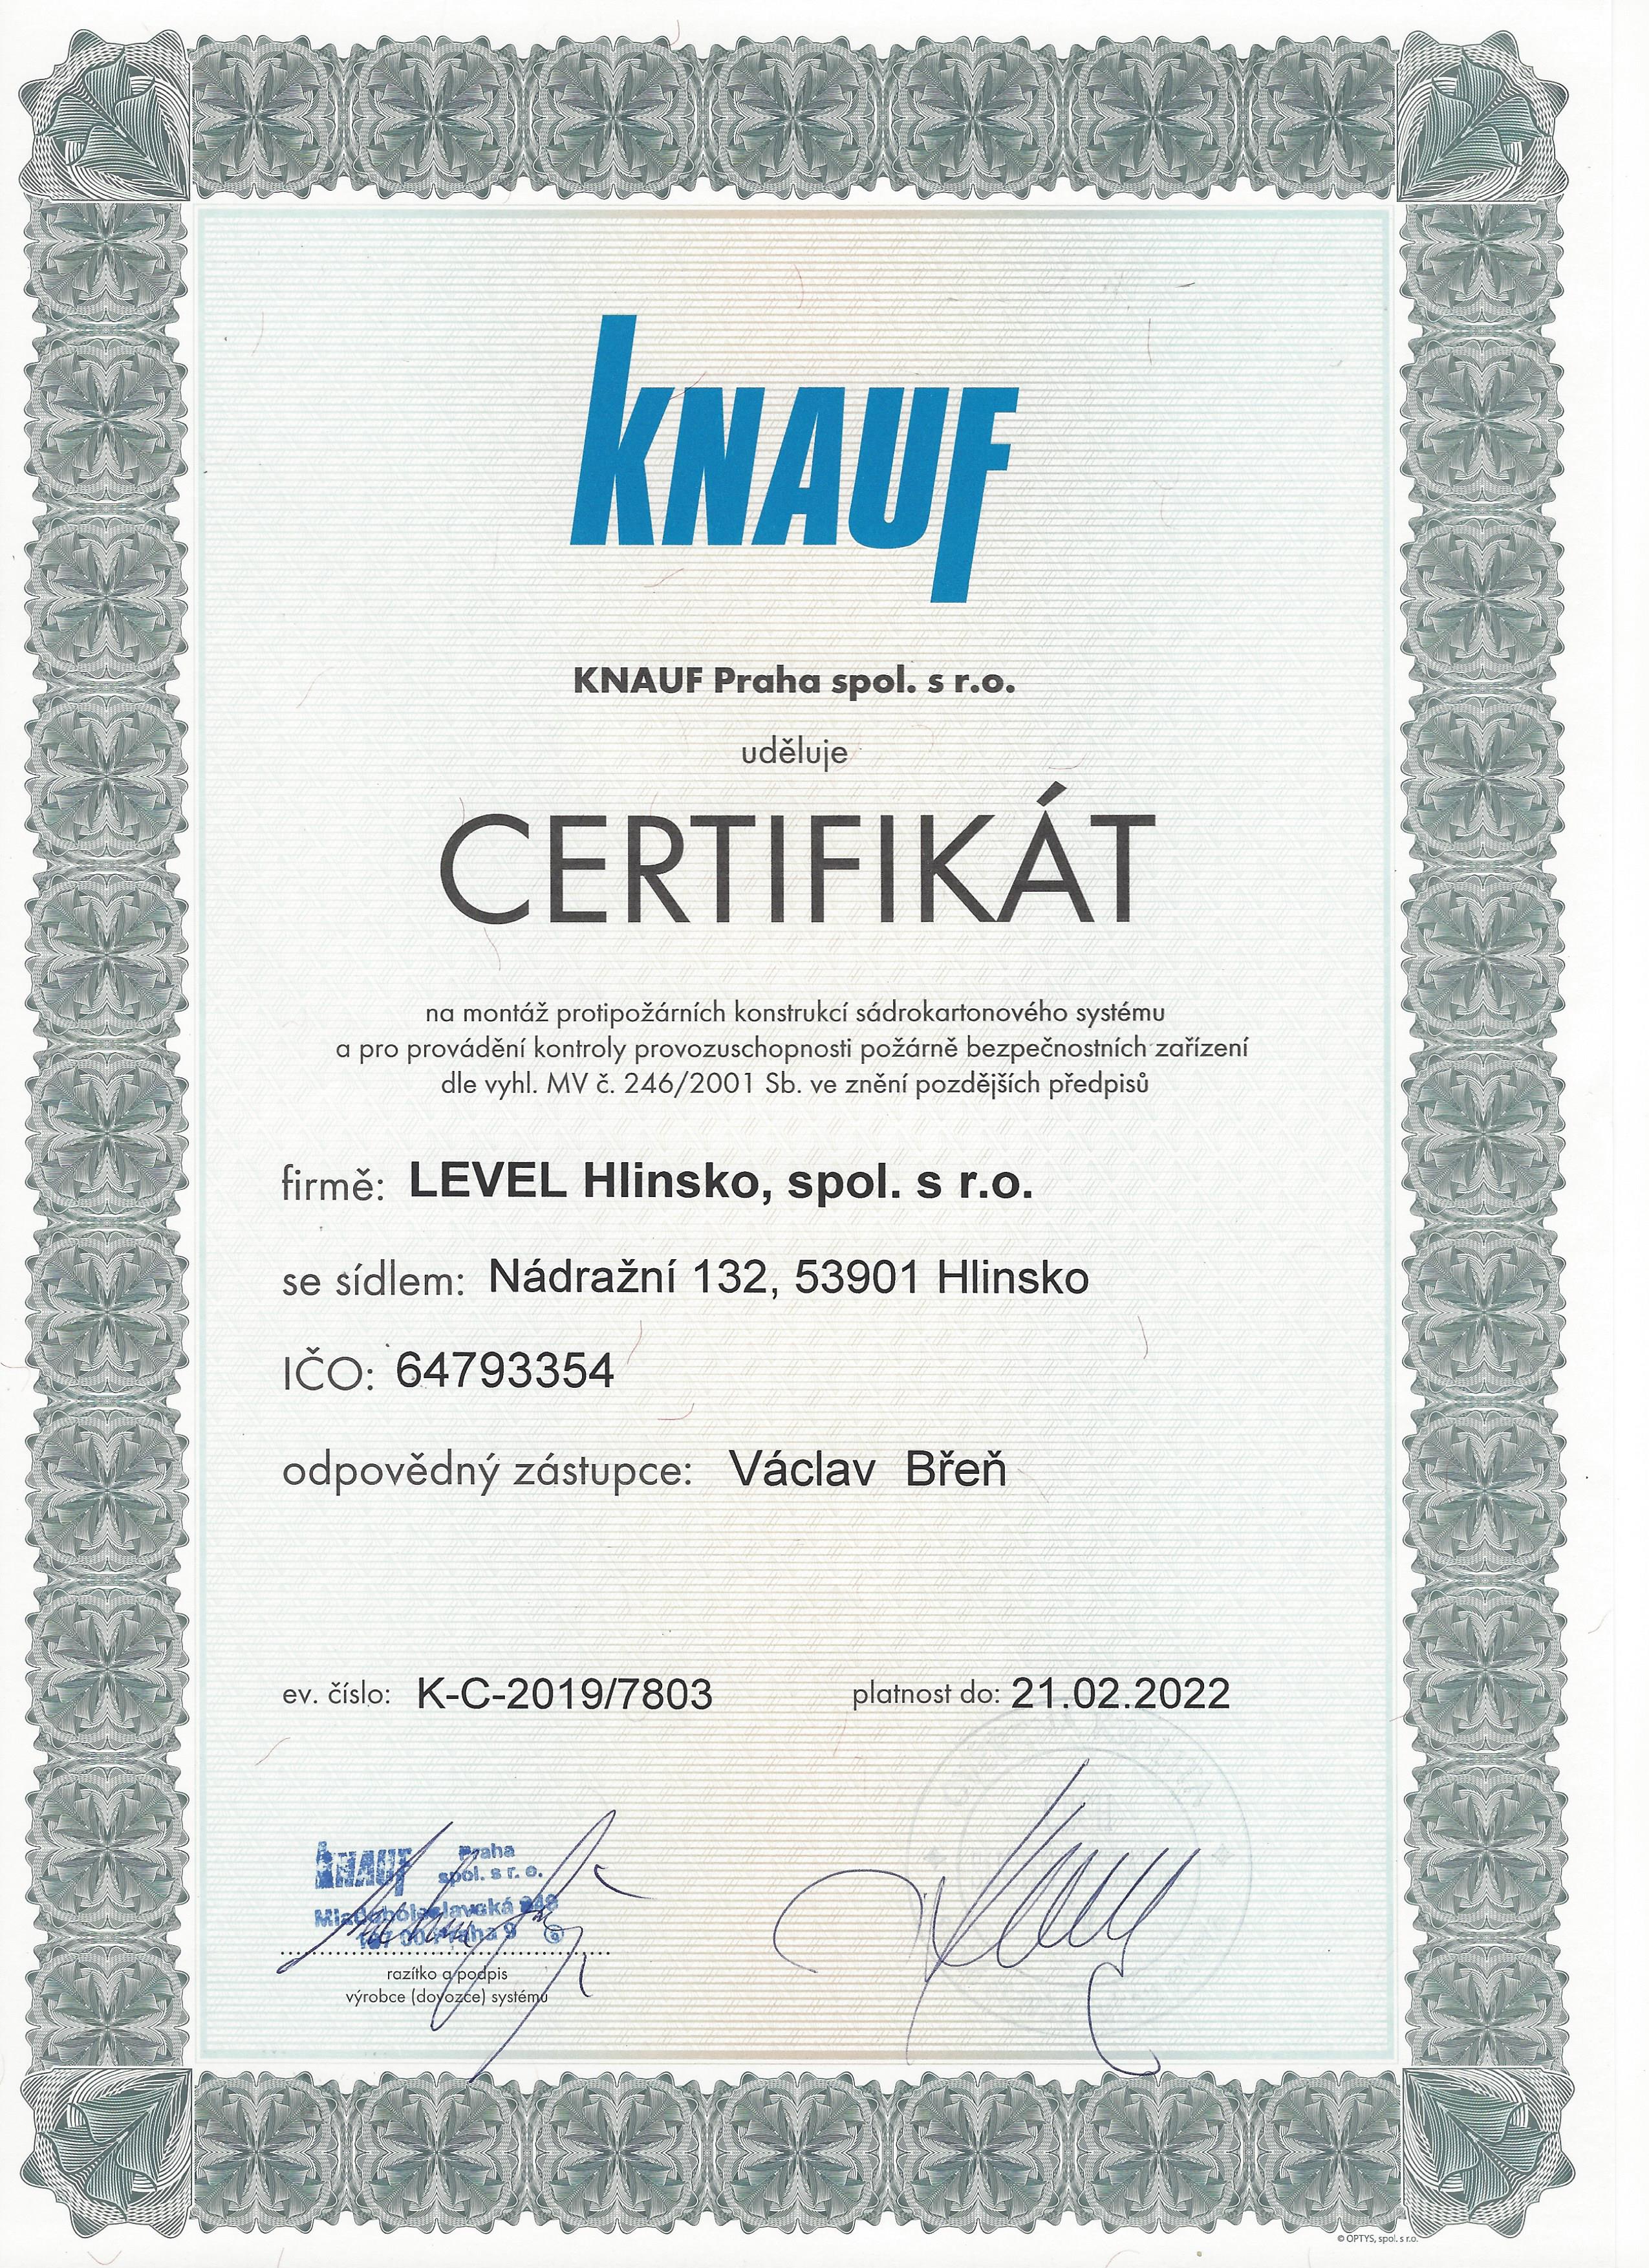 KNAUF
KNAUF Praha spol. s r.o.
uděluje
CERTIFIKÁT
na montáž protipožárních konstrukcí sádrokartonového systému
a pro provádění kontroly provozuschopnosti požárně bezpečnostních zařízení
dle vyhl. MV č. 246/2001 Sb. ve znění pozdějších předpisů
firmě: LEVEL Hlinsko, spol. s r.o.
se sídlem: Nádražní 132, 53901 Hlinsko
IČO: 64793354
odpovědný zástupce: Václav Břeň
ev. číslo: K-C-2019/7803 platnost do: 21.02.2022
KNAUF Praha
spol. s r. o.
Mladoboleslavská
Praha 9
razítko a podpis
výrobce (dovozce) systému
© OPTYS, spol. s r.o.